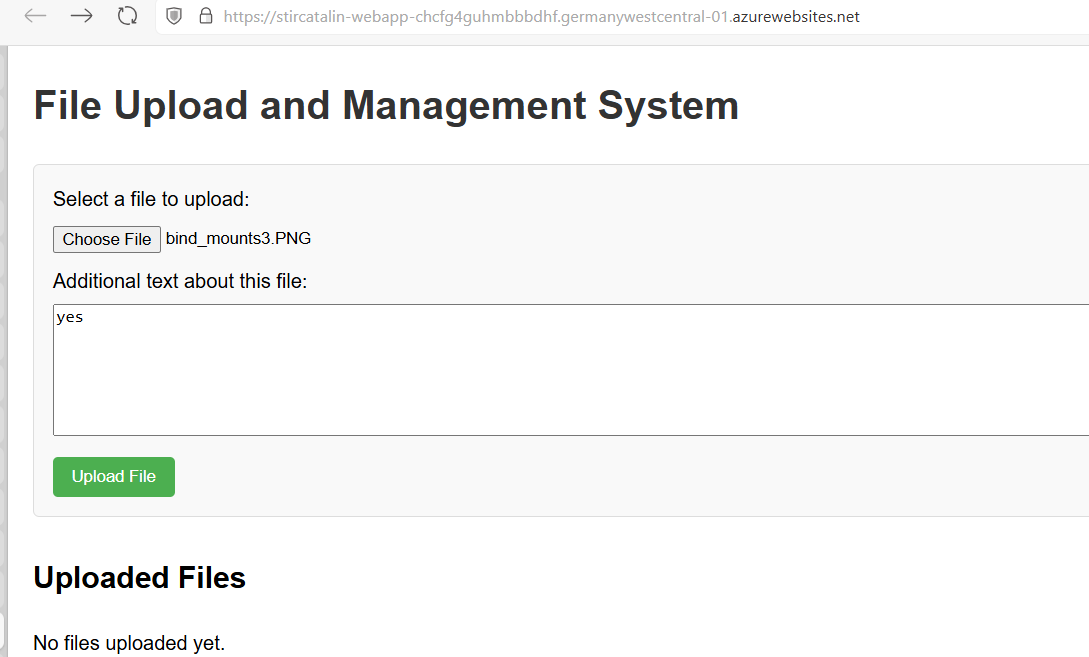 https://stircatalin-webapp-chcfg4guhmbbbdhf.germanywestcentral-01.azurewebsites.net
File Upload and Management System
Select a file to upload:
Choose File bind_mounts3.PNG
Additional text about this file:
yes
Upload File
Uploaded Files
No files uploaded yet.